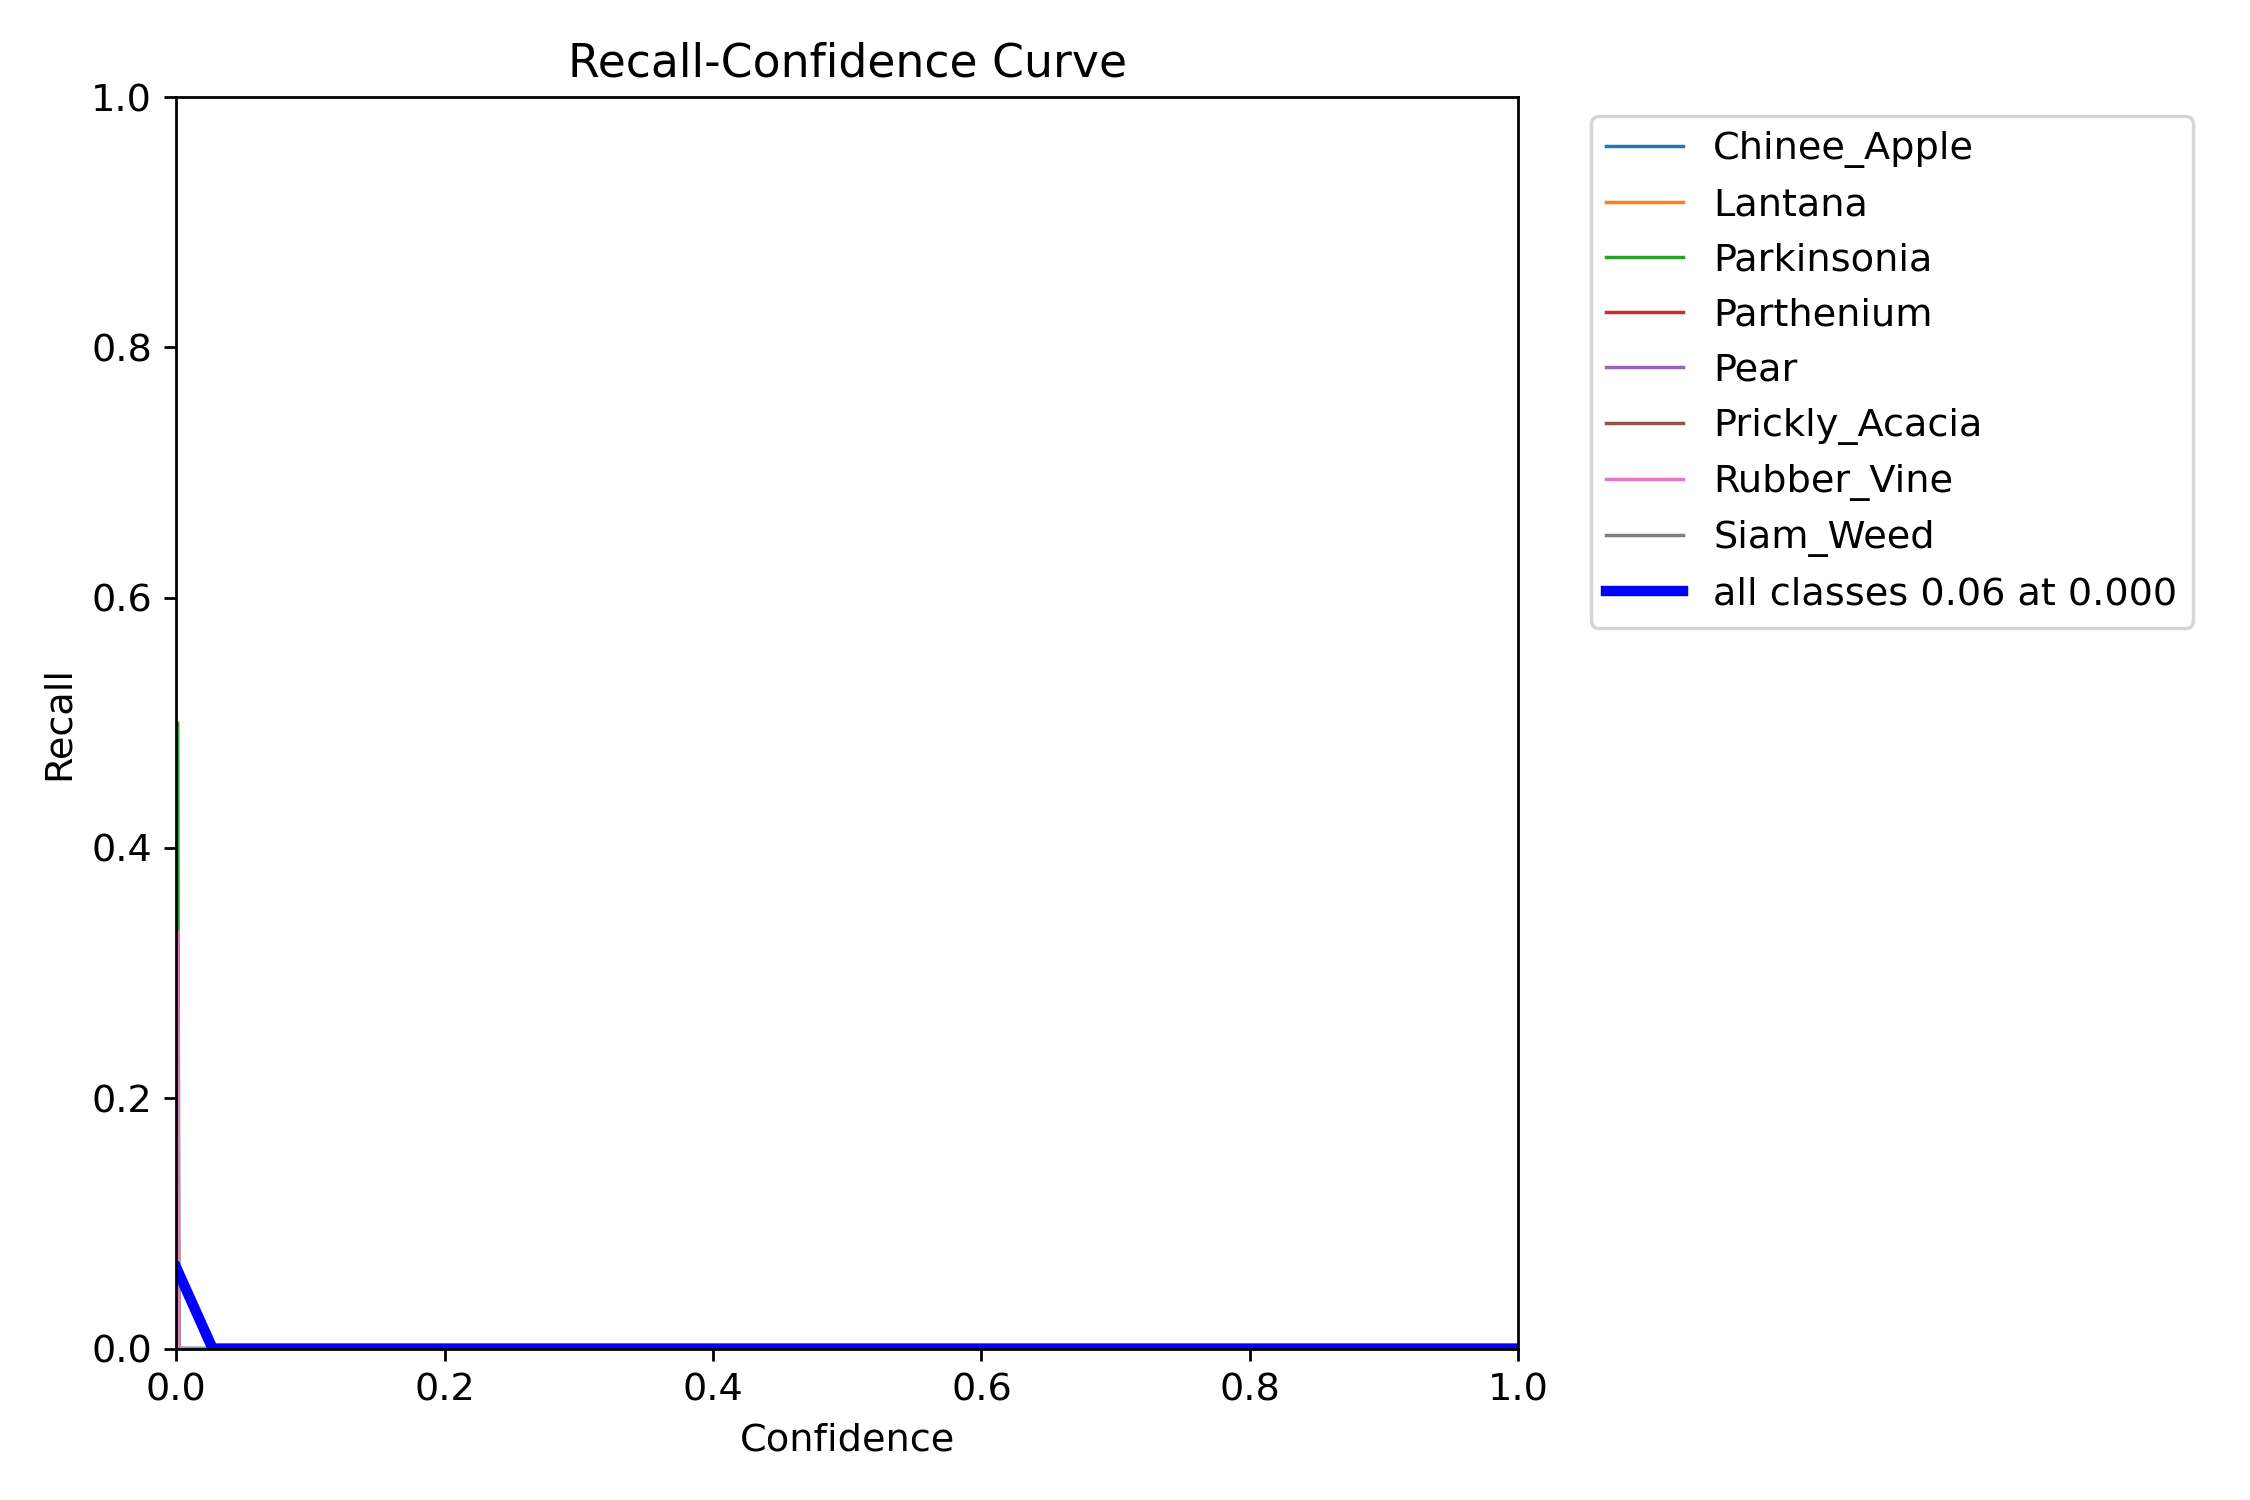 Recall-Confidence Curve
1.0
0.8
0.6
0.4
0.2
0.0
Recall
0.0 0.2 0.4 0.6 0.8 1.0
Confidence
Chinee_Apple
Lantana
Parkinsonia
Parthenium
Pear
Prickly_Acacia
Rubber_Vine
Siam_Weed
all classes 0.06 at 0.000